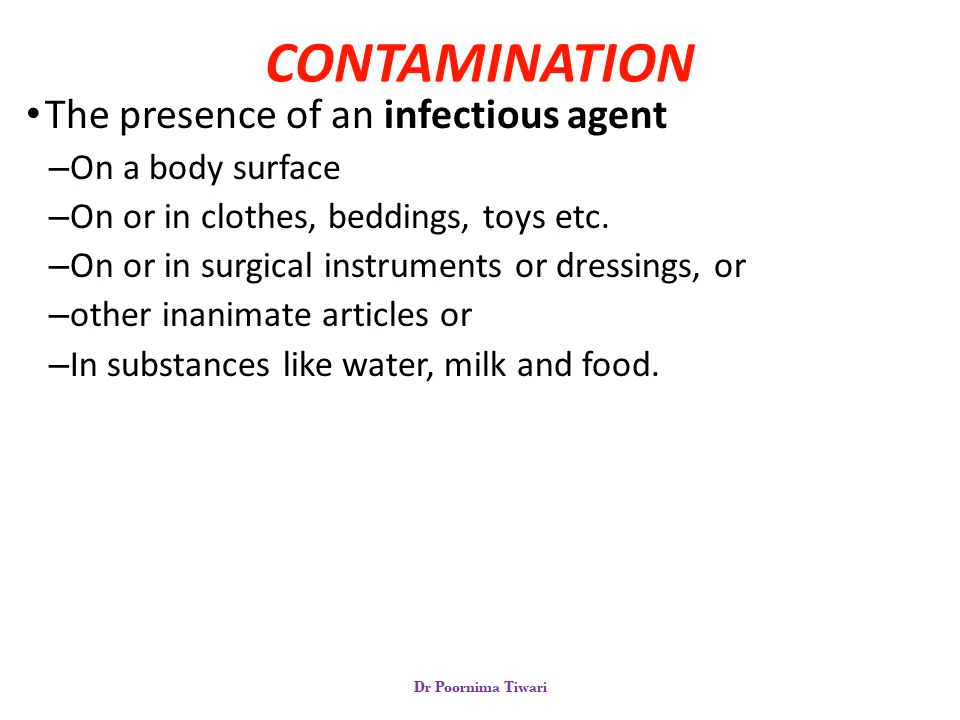 CONTAMINATION
•The presence of an infectious agent
–On a body surface
–On or in clothes, beddings, toys etc.
–On or in surgical instruments or dressings, or
–other inanimate articles or
–In substances like water, milk and food.
Dr Poornima Tiwari